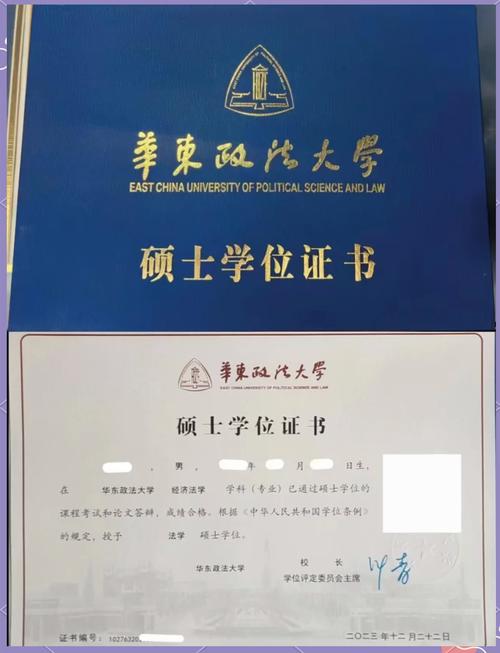 華東政法大學
EAST CHINA UNIVERSITY OF POLITICAL SCIENCE AND LAW
硕士学位证书
華東政法大學
EAST CHINA UNIVERSITY OF POLITICAL SCIENCE AND LAW
硕士学位证书
，男， 年 月 日生，
在 华东政法大学 经济法学 学科（专业）已通过硕士学位的
课程考试和论文答辩，成绩合格。根据《中华人民共和国学位条例》
的规定，授予 法学 硕士学位。
华东政法大学
校 长
学位评定委员会主席
叶青
证书编号：10276320
二〇二三年十二月二十二日